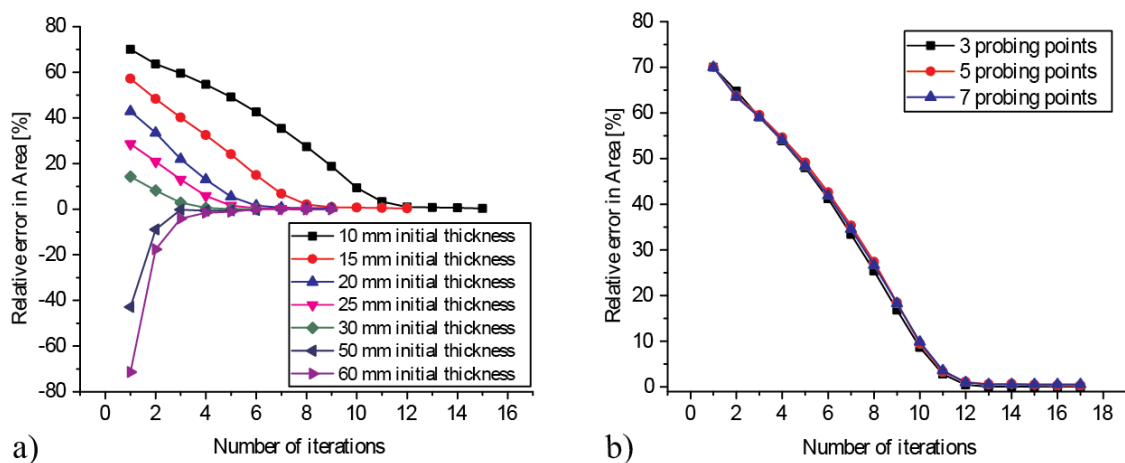 Relative error in Area [%]
80
60
40
20
0
-20
-40
-60
-80
10 mm initial thickness
15 mm initial thickness
20 mm initial thickness
25 mm initial thickness
30 mm initial thickness
50 mm initial thickness
60 mm initial thickness
0 2 4 6 8 10 12 14 16
Number of iterations
a)
Relative error in Area [%]
80
70
60
50
40
30
20
10
0
3 probing points
5 probing points
7 probing points
0 2 4 6 8 10 12 14 16 18
Number of iterations
b)